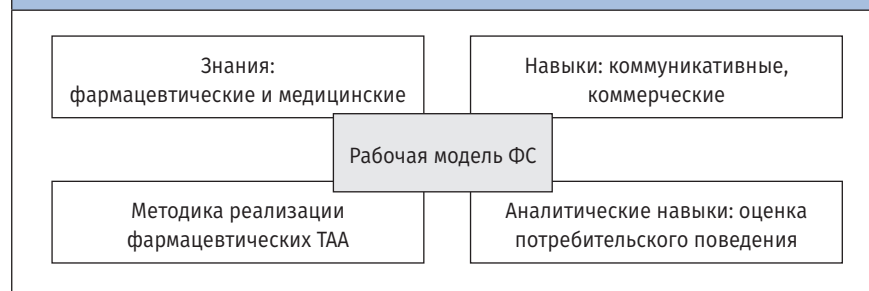 Знания:
фармацевтические и медицинские
Навыки: коммуникативные,
коммерческие
Рабочая модель ФС
Методика реализации
фармацевтических ТАА
Аналитические навыки: оценка
потребительского поведения